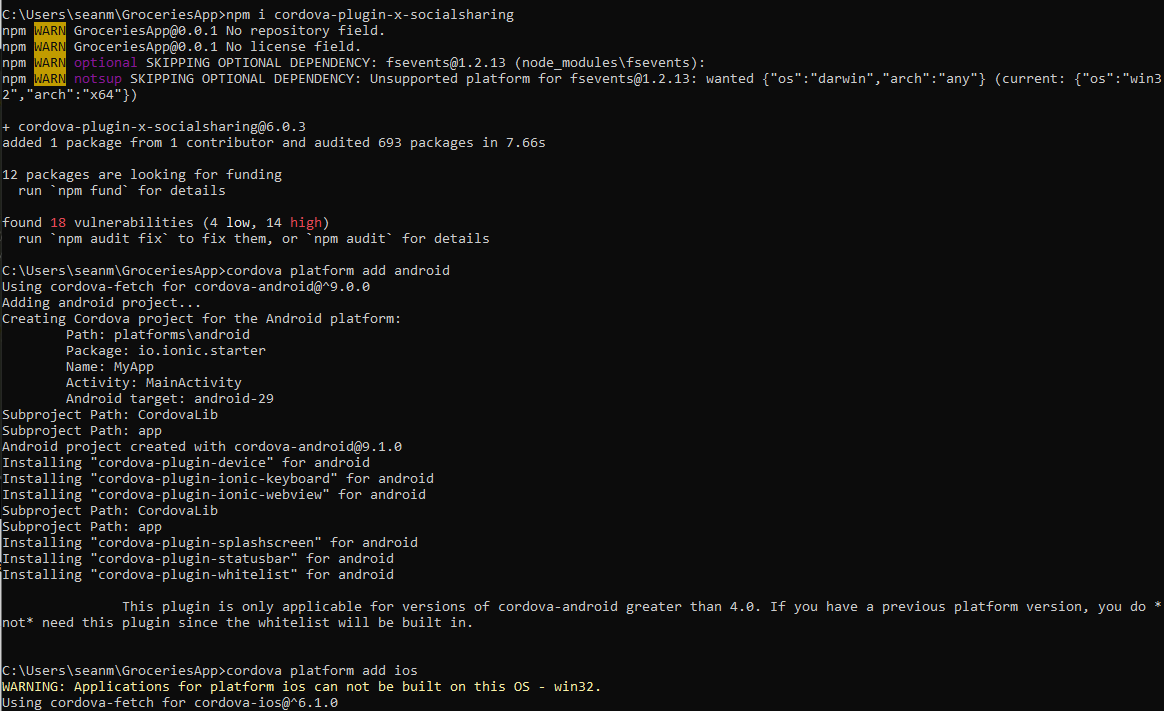 C:\Users\seanm\GroceriesApp>npm i cordova-plugin-x-socialsharing
npm WARN GroceriesApp@0.0.1 No repository field.
npm WARN GroceriesApp@0.0.1 No license field.
npm WARN optional SKIPPING OPTIONAL DEPENDENCY: fsevents@1.2.13 (node_modules\fsevents):
npm WARN notsup SKIPPING OPTIONAL DEPENDENCY: Unsupported platform for fsevents@1.2.13: wanted {"os":"darwin","arch":"any"} (current: {"os":"win3
2","arch":"x64"})
+ cordova-plugin-x-socialsharing@6.0.3
added 1 package from 1 contributor and audited 693 packages in 7.66s
12 packages are looking for funding
  run `npm fund` for details
found 18 vulnerabilities (4 low, 14 high)
  run `npm audit fix` to fix them, or `npm audit` for details
C:\Users\seanm\GroceriesApp>cordova platform add android
Using cordova-fetch for cordova-android@^9.0.0
Adding android project...
Creating Cordova project for the Android platform:
        Path: platforms\android
        Package: io.ionic.starter
        Name: MyApp
        Activity: MainActivity
        Android target: android-29
Subproject Path: CordovaLib
Subproject Path: app
Android project created with cordova-android@9.1.0
Installing "cordova-plugin-device" for android
Installing "cordova-plugin-ionic-keyboard" for android
Installing "cordova-plugin-ionic-webview" for android
Subproject Path: CordovaLib
Subproject Path: app
Installing "cordova-plugin-splashscreen" for android
Installing "cordova-plugin-statusbar" for android
Installing "cordova-plugin-whitelist" for android
               This plugin is only applicable for versions of cordova-android greater than 4.0. If you have a previous platform version, you do *
not* need this plugin since the whitelist will be built in.
C:\Users\seanm\GroceriesApp>cordova platform add ios
WARNING: Applications for platform ios can not be built on this OS - win32.
Using cordova-fetch for cordova-ios@^6.1.0